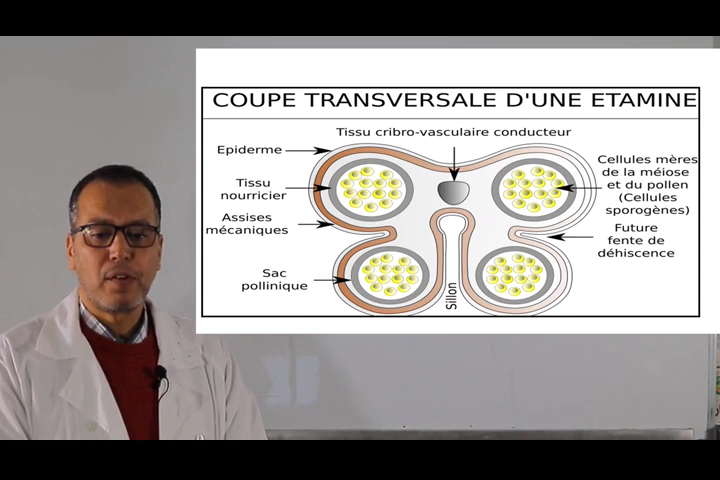 COUPE TRANSVERSALE D'UNE ETAMINE
Tissu cribro-vasculaire conducteur
Epiderme
Tissu
nourricier
Assises
mécaniques
Sac
pollinique
Cellules mères
de la méiose
et du pollen
(Cellules
sporogènes)
Future
fente de
déhiscence
Sillon